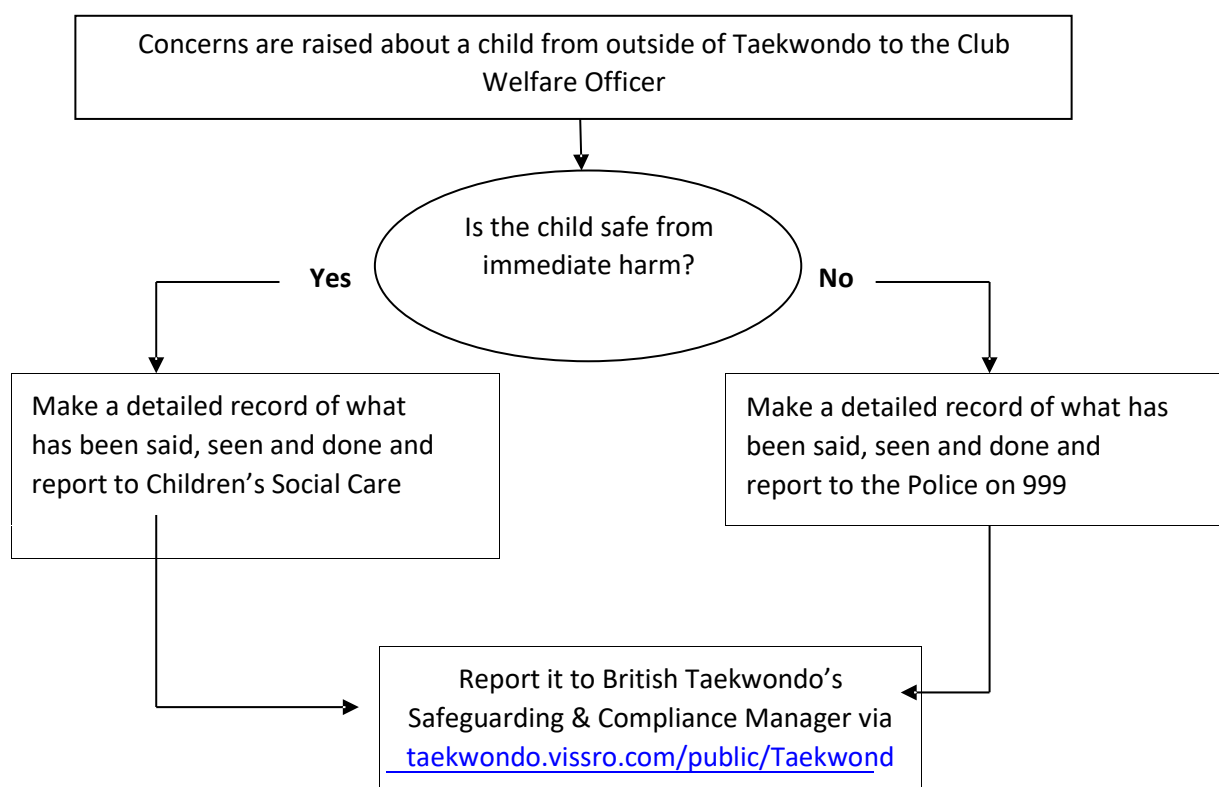 Concerns are raised about a child from outside of Taekwondo to the Club
Welfare Officer
Is the child safe from
immediate harm?
Yes
No
Make a detailed record of what
has been said, seen and done and
report to Children’s Social Care
Make a detailed record of what has
been said, seen and done and
report to the Police on 999
Report it to British Taekwondo’s
Safeguarding & Compliance Manager via
taekwondo.vissro.com/public/Taekwond